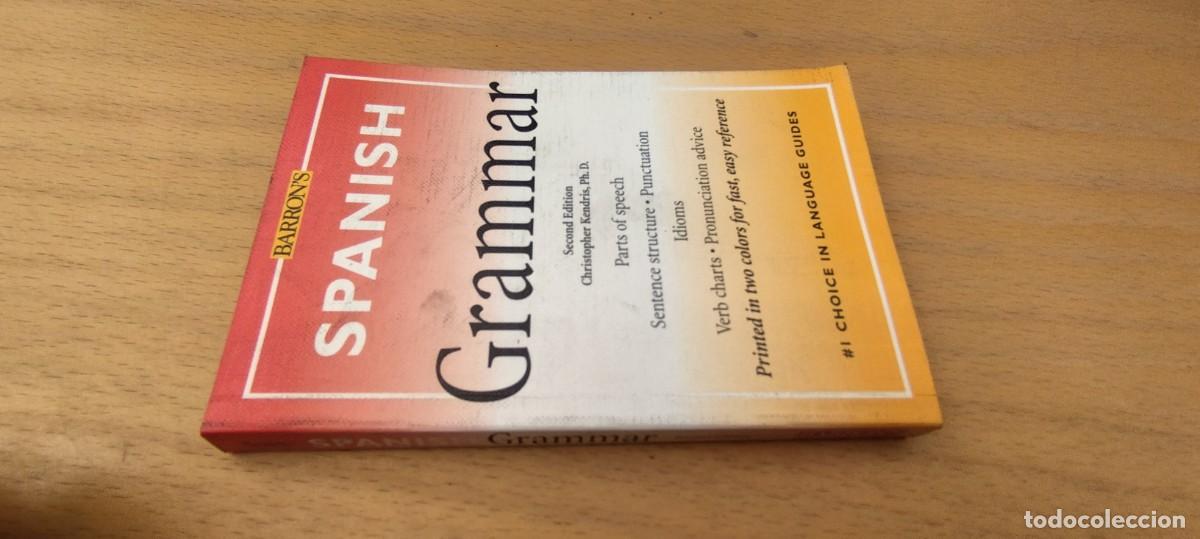 BARRON'S
SPANISH
Grammar
Second Edition
Christopher Kendris, Ph.D.
Parts of speech
Sentence structure • Punctuation
Idioms
Verb charts • Pronunciation advice
Printed in two colors for fast, easy reference
#1 CHOICE IN LANGUAGE GUIDES
SPANISH Grammar
todocoleccion